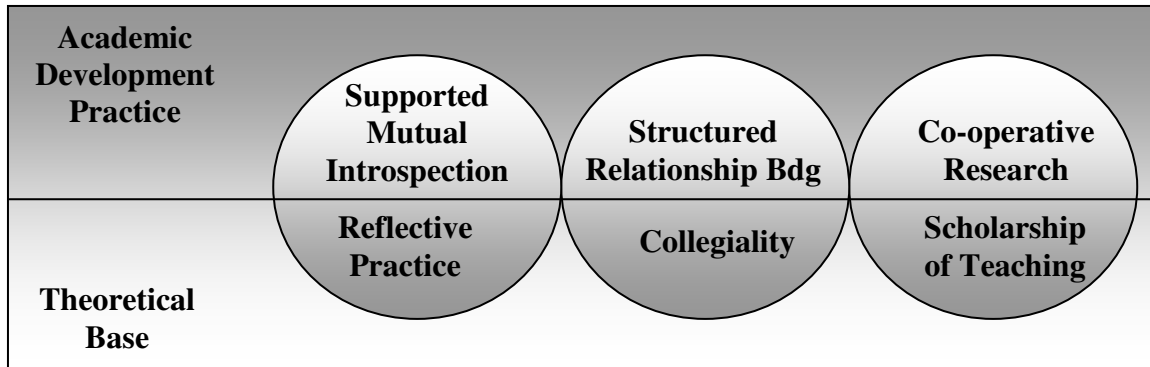 Academic
Development
Practice
Supported
Mutual
Introspection
Structured
Relationship Bdg
Co-operative
Research
Reflective
Practice
Collegiality
Scholarship
of Teaching
Theoretical
Base